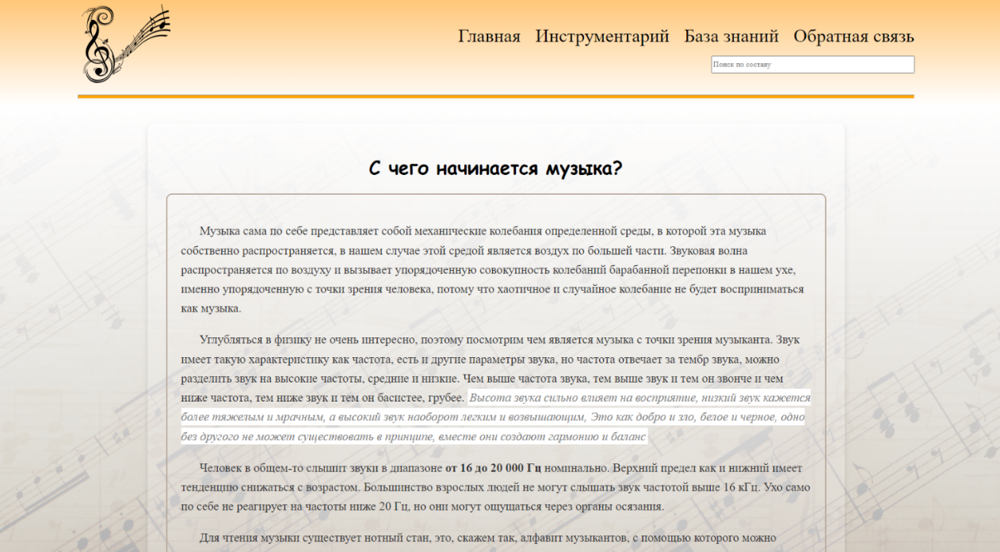 Главная Инструментарий База знаний Обратная связь
Поиск по составу
С чего начинается музыка?
Музыка сама по себе представляет собой механические колебания определенной среды, в которой эта музыка
собственно распространяется, в нашем случае этой средой является воздух по большей части. Звуковая волна
распространяется по воздуху и вызывает упорядоченную совокупность колебаний барабанной перепонки в нашем ухе,
именно упорядоченную с точки зрения человека, потому что хаотичное и случайное колебание не будет восприниматься
как музыка.
Углубляться в физику не очень интересно, поэтому посмотрим чем является музыка с точки зрения музыканта. Звук
имеет такую характеристику как частота, есть и другие параметры звука, но частота отвечает за тембр звука, можно
разделить звук на высокие частоты, средние и низкие. Чем выше частота звука, тем выше звук и тем он звонче и чем
ниже частота, тем ниже звук и тем он басистее, грубее. Высота звука сильно влияет на восприятие, низкий звук кажется
более тяжелым и мрачным, а высокий звук наоборот легким и возвышающим, Это как добро и зло, белое и черное, одно
без другого не может существовать в принципе, вместе они создают гармонию и баланс
Человек в общем-то слышит звуки в диапазоне от 16 до 20 000 Гц номинально. Верхний предел как и нижний имеет
тенденцию снижаться с возрастом. Большинство взрослых людей не могут слышать звук частотой выше 16 кГц. Ухо само
по себе не реагирует на частоты ниже 20 Гц, но они могут ощущаться через органы осязания.
Для чтения музыки существует нотный стан, это, скажем так, алфавит музыкантов, с помощью которого можно